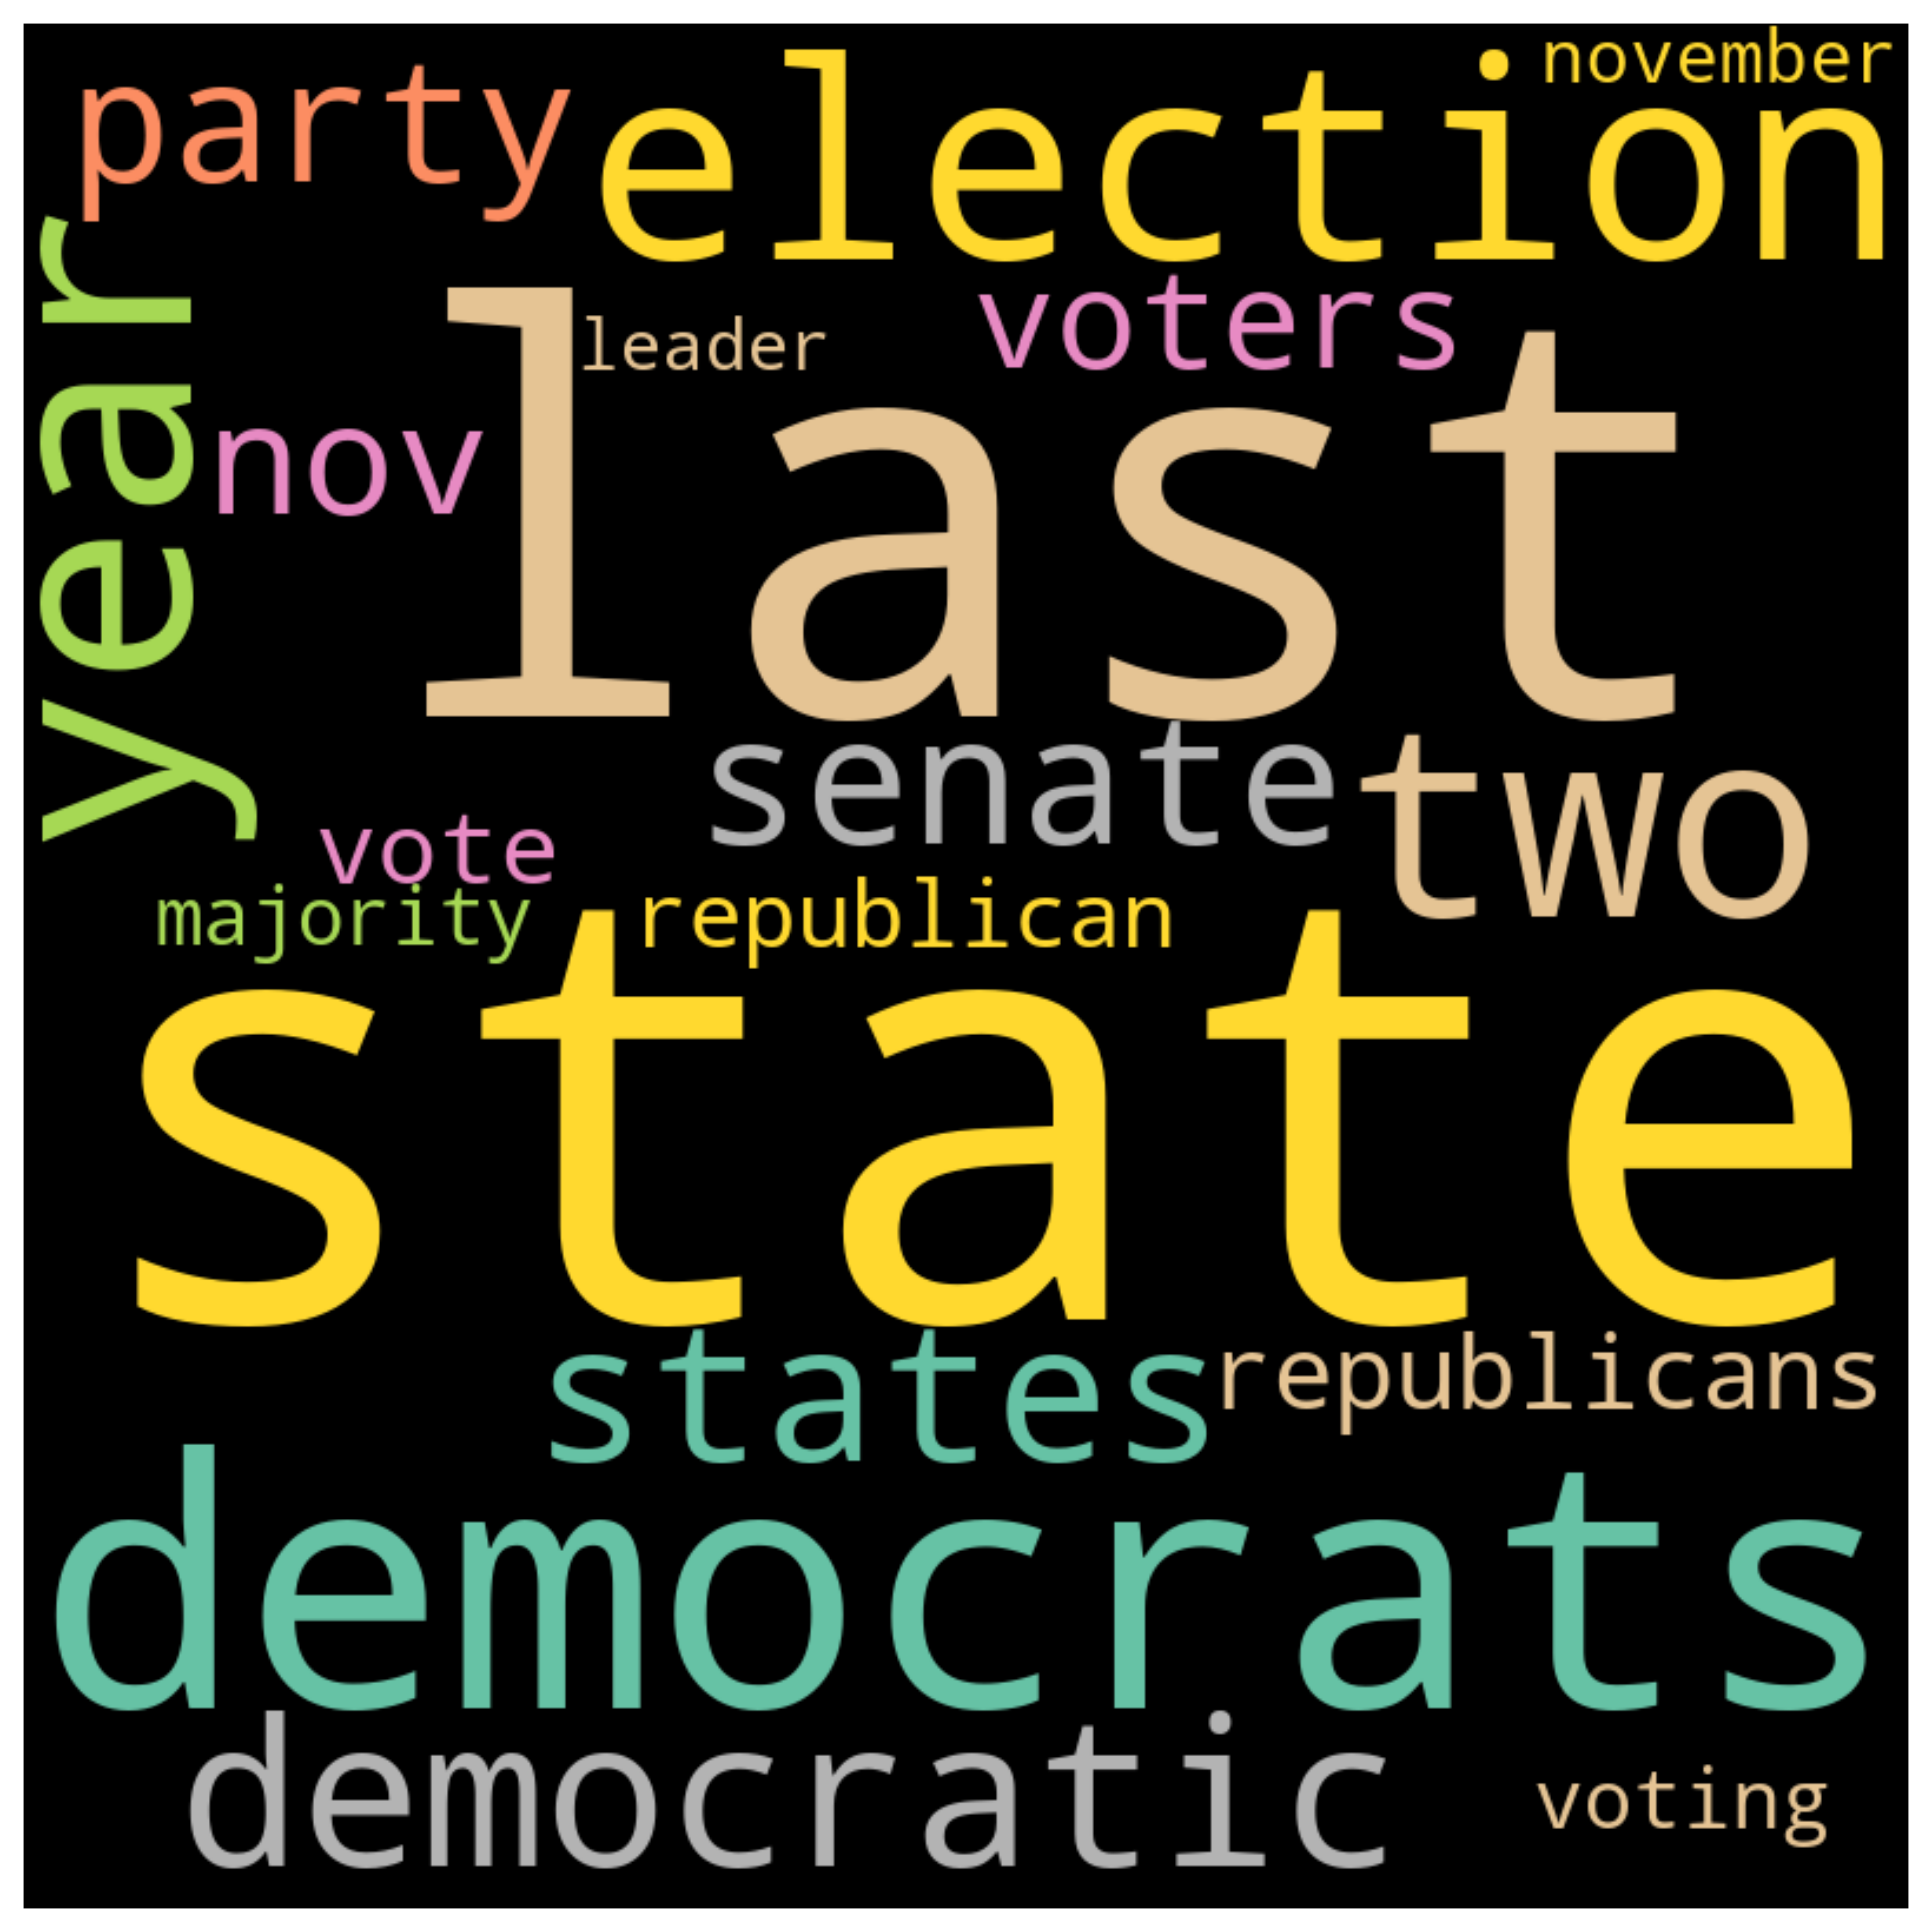 november
party
election
year
leader
voters
nov
last
senate
two
vote
majority
republican
state
states
republicans
democrats
democratic
voting